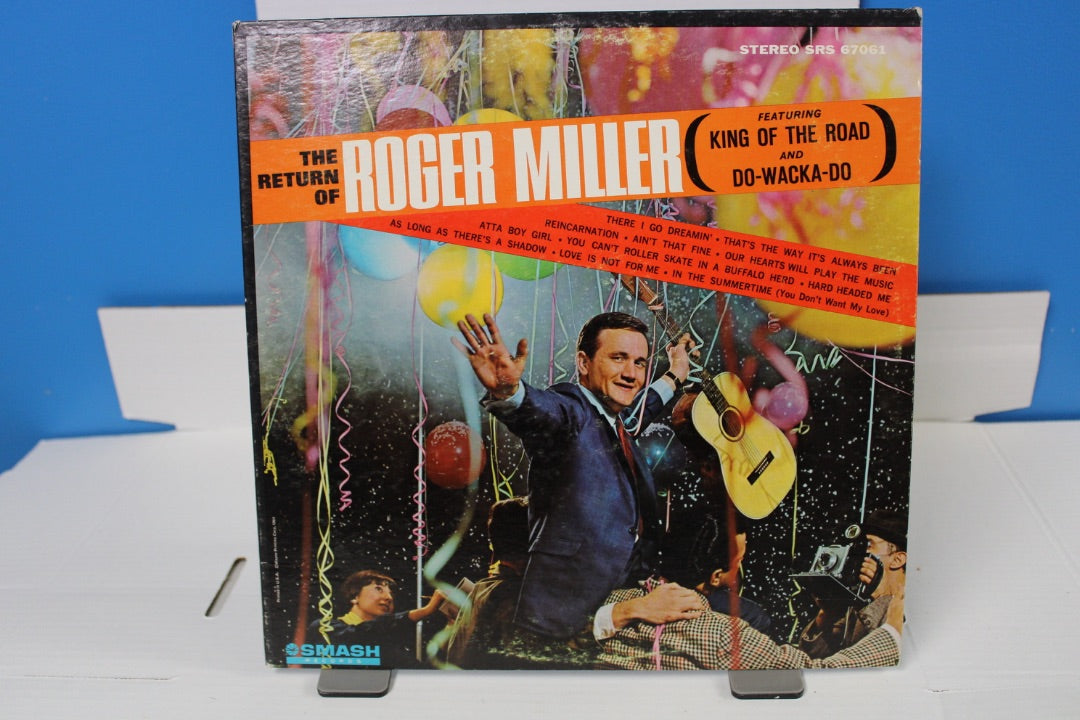 STEREO SRS 67061
THE
RETURN
OF
ROGER MILLER
FEATURING
(KING OF THE ROAD
AND
DO-WACKA-DO)
THERE I GO DREAMIN' • THAT'S THE WAY IT'S ALWAYS BEEN
REINCARNATION • AIN'T THAT FINE • OUR HEARTS WILL PLAY THE MUSIC
ATTA BOY GIRL • YOU CAN'T ROLLER SKATE IN A BUFFALO HERD • HARD HEADED ME
AS LONG AS THERE'S A SHADOW • LOVE IS NOT FOR ME • IN THE SUMMERTIME (You Don't Want My Love)
SMASH
RECORDS